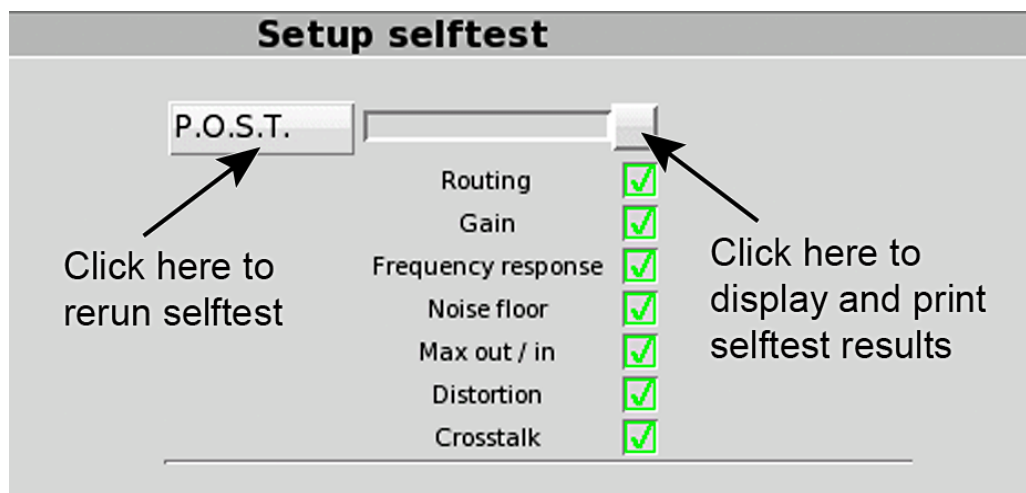 Setup selftest
P.O.S.T.
Routing
Gain
Frequency response
Noise floor
Max out / in
Distortion
Crosstalk
Click here to
rerun selftest
Click here to
display and print
selftest results